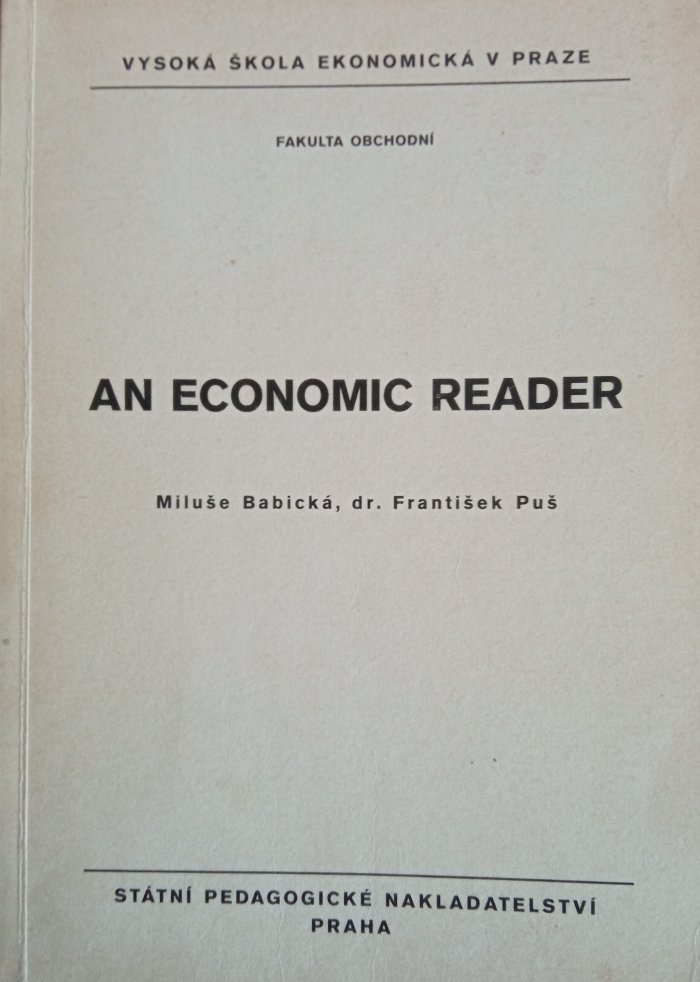 VYSOKÁ ŠKOLA EKONOMICKÁ V PRAZE
FAKULTA OBCHODNÍ
AN ECONOMIC READER
Miluše Babická, dr. František Puš
STÁTNÍ PEDAGOGICKÉ NAKLADATELSTVÍ
PRAHA